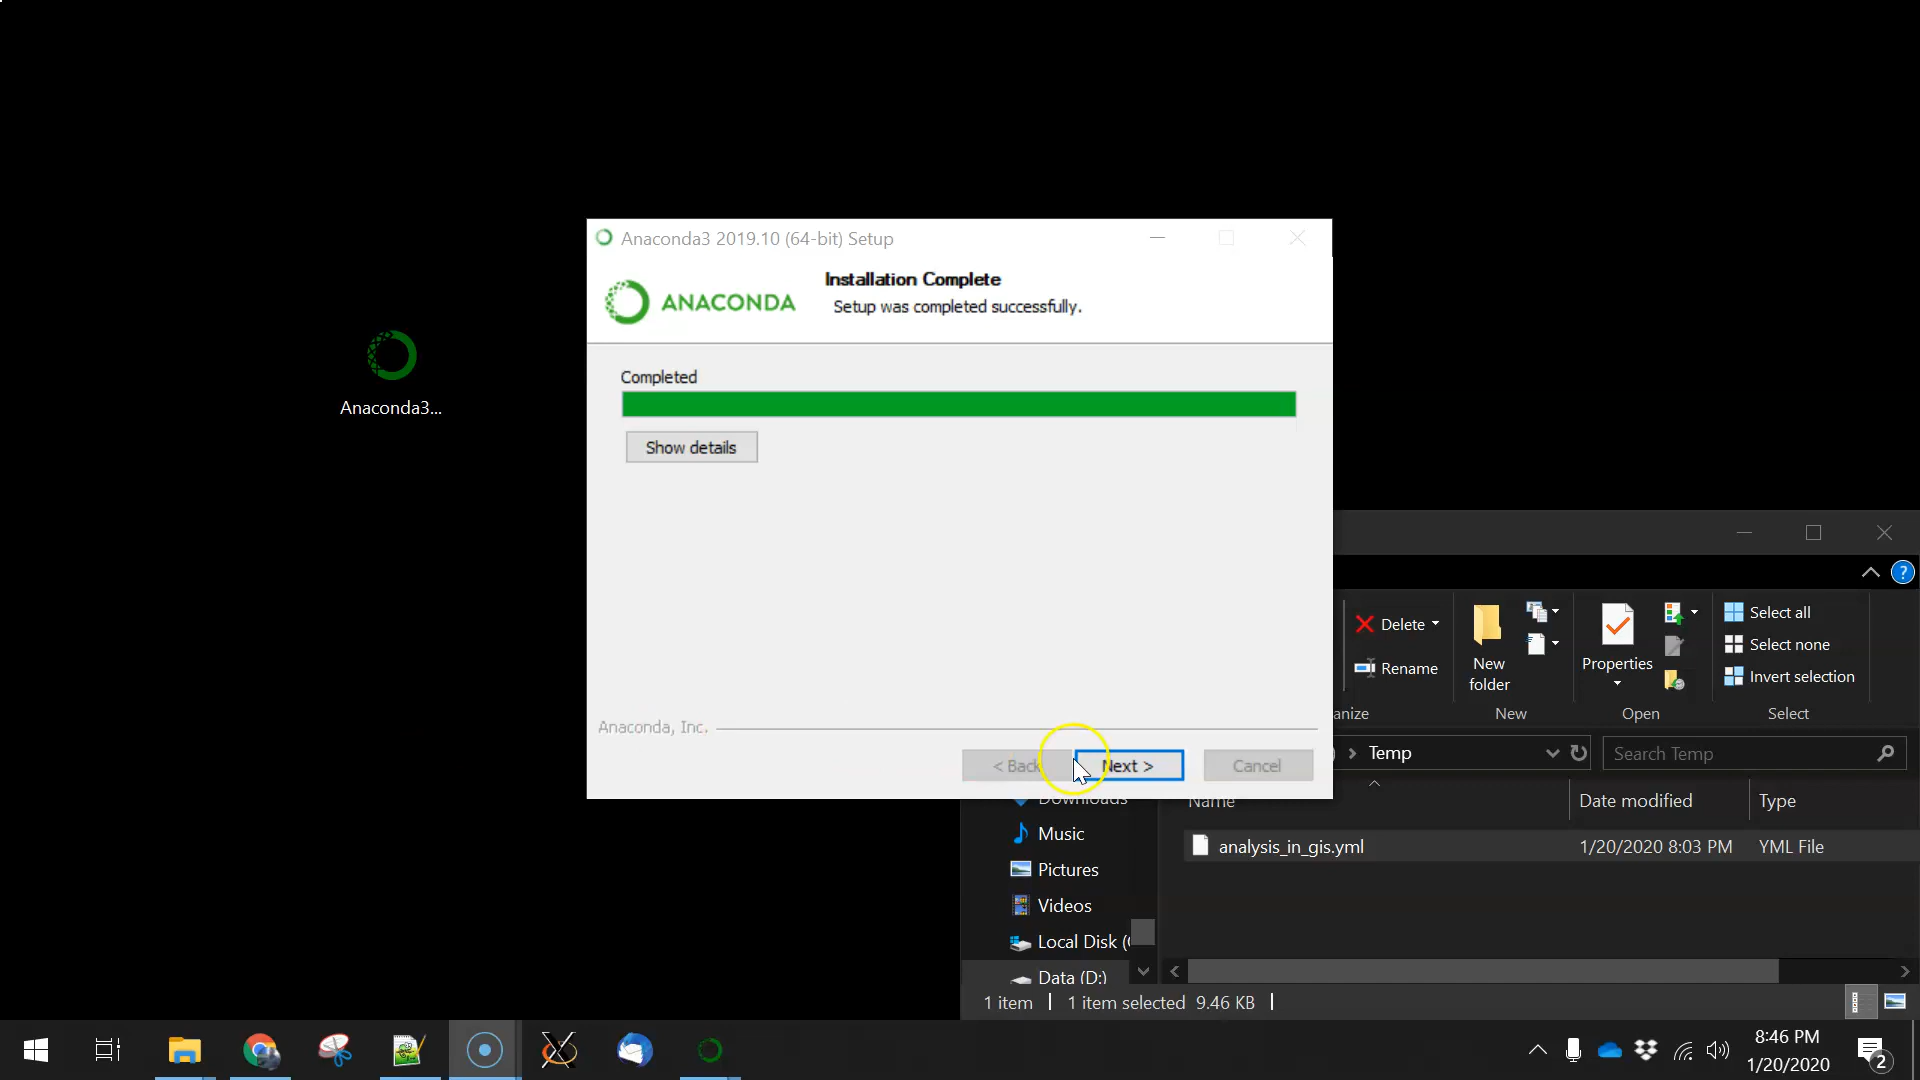 Anaconda3...
Anaconda3 2019.10 (64-bit) Setup
ANACONDA
Installation Complete
Setup was completed successfully.
Completed
Show details
Anaconda, Inc.
< Back
Next >
Cancel
?
Delete
Rename
New
folder
Properties
Select all
Select none
Invert selection
anize
New
Open
Select
Temp
Search Temp
Downloads
Music
Pictures
Videos
Local Disk (
Data (D:)
Name
Date modified
Type
analysis_in_gis.yml
1/20/2020 8:03 PM
YML File
1 item
1 item selected 9.46 KB
8:46 PM
1/20/2020
2